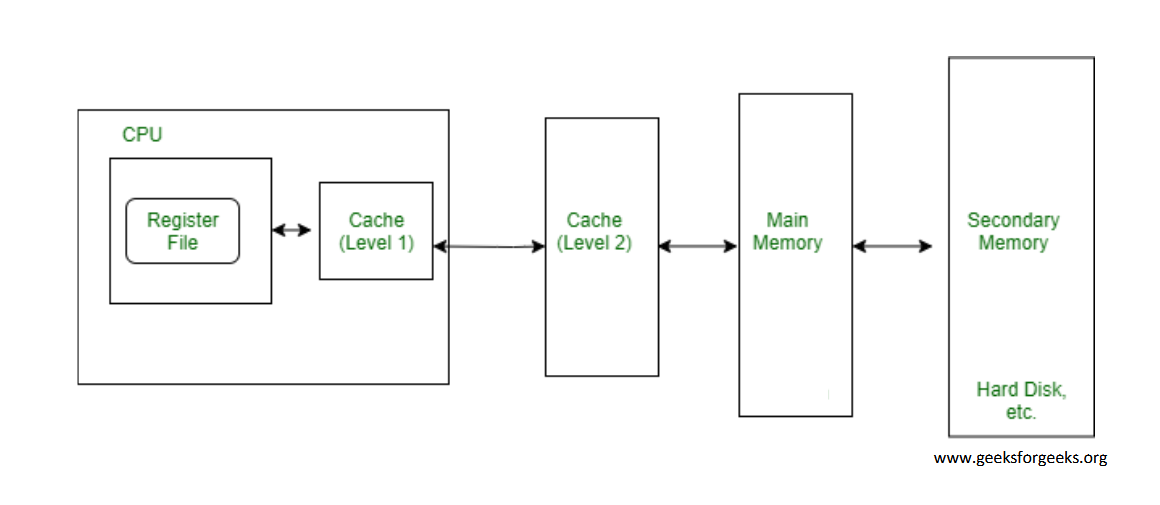 CPU
Register
File
Cache
(Level 1)
Cache
(Level 2)
Main
Memory
Secondary
Memory
Hard Disk,
etc.
www.geeksforgeeks.org